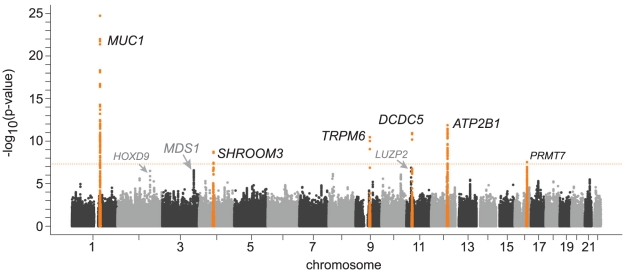 25
20
15
10
5
0
-log10(p-value)
MUC1
HOXD9
MDS1
SHROOM3
TRPM6
DCDC5
LUZP2
ATP2B1
PRMT7
1 3 5 7 9 11 13 15 17 19 21
chromosome